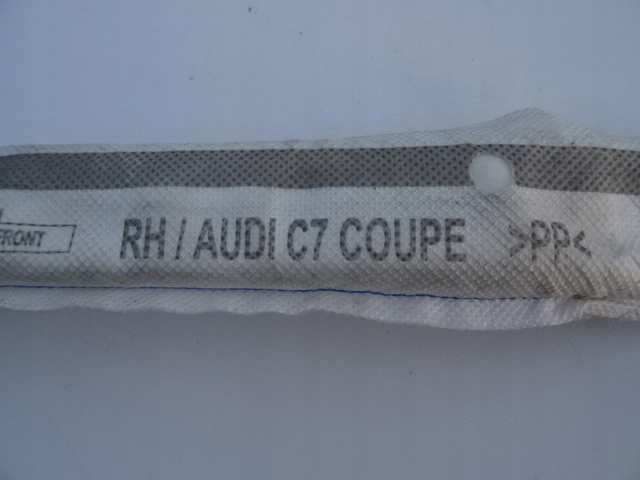 FRONT
RH / AUDI C7 COUPE >PP<